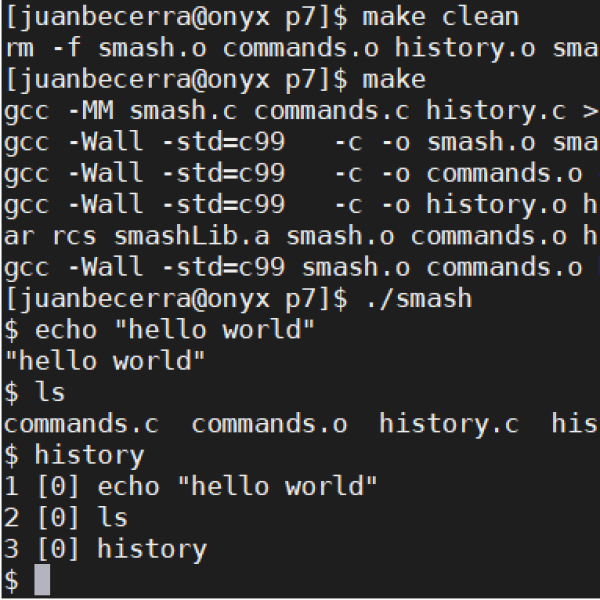 [juanbecerra@onyx p7]$ make clean
rm -f smash.o commands.o history.o sma
[juanbecerra@onyx p7]$ make
gcc -MM smash.c commands.c history.c >
gcc -Wall -std=c99   -c -o smash.o sma
gcc -Wall -std=c99   -c -o commands.o
gcc -Wall -std=c99   -c -o history.o h
ar rcs smashLib.a smash.o commands.o h
gcc -Wall -std=c99 smash.o commands.o
[juanbecerra@onyx p7]$ ./smash
$ echo "hello world"
"hello world"
$ ls
commands.c  commands.o  history.c  his
$ history
1 [0] echo "hello world"
2 [0] ls
3 [0] history
$